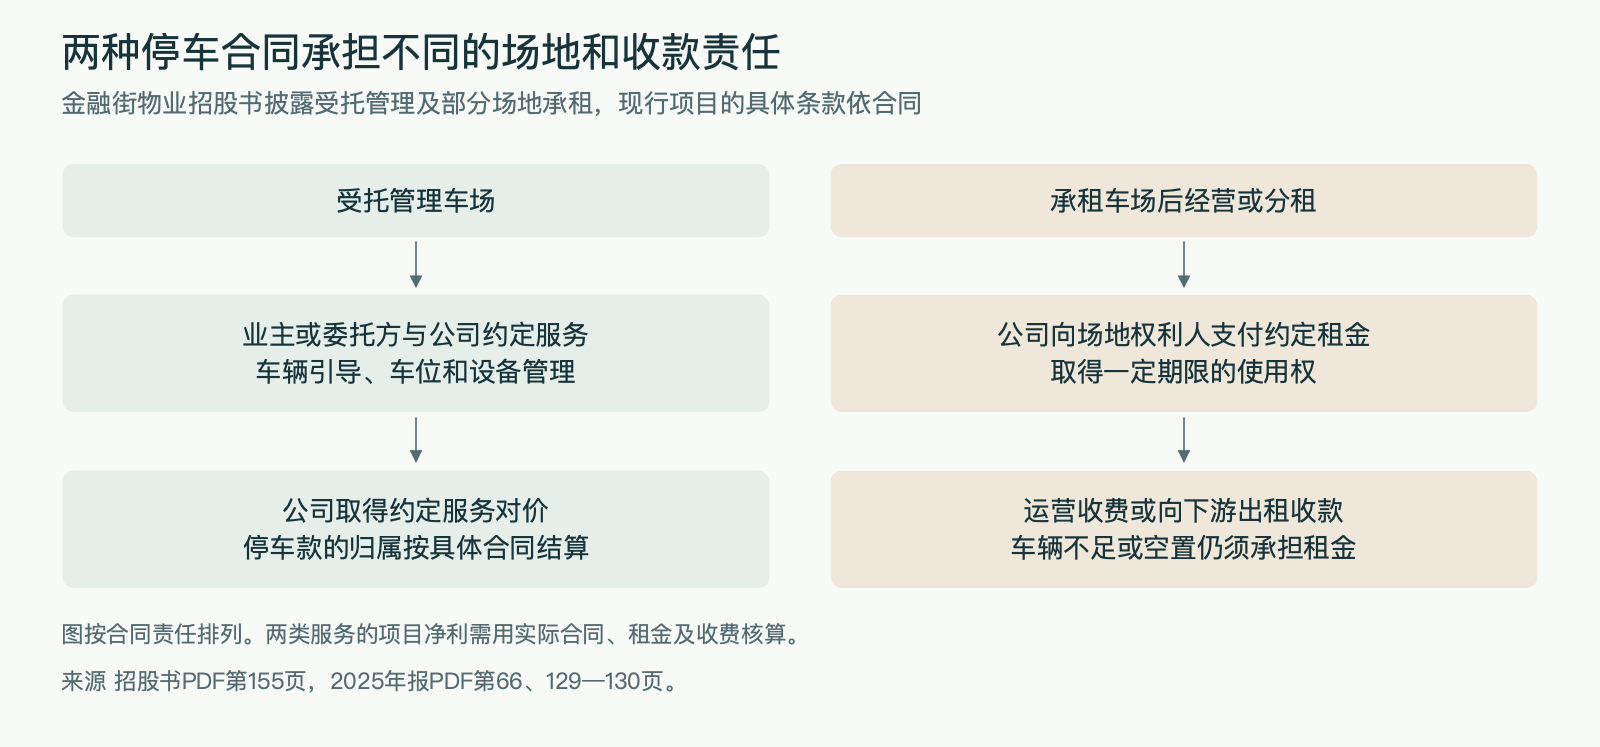 两种停车合同承担不同的场地和收款责任
金融街物业招股书披露受托管理及部分场地承租，现行项目的具体条款依合同
受托管理车场
业主或委托方与公司约定服务
车辆引导、车位和设备管理
公司取得约定服务对价
停车款的归属按具体合同结算
承租车场后经营或分租
公司向场地权利人支付约定租金
取得一定期限的使用权
运营收费或向下游出租收款
车辆不足或空置仍须承担租金
图按合同责任排列。两类服务的项目净利需用实际合同、租金及收费核算。
来源 招股书PDF第155页，2025年报PDF第66、129—130页。